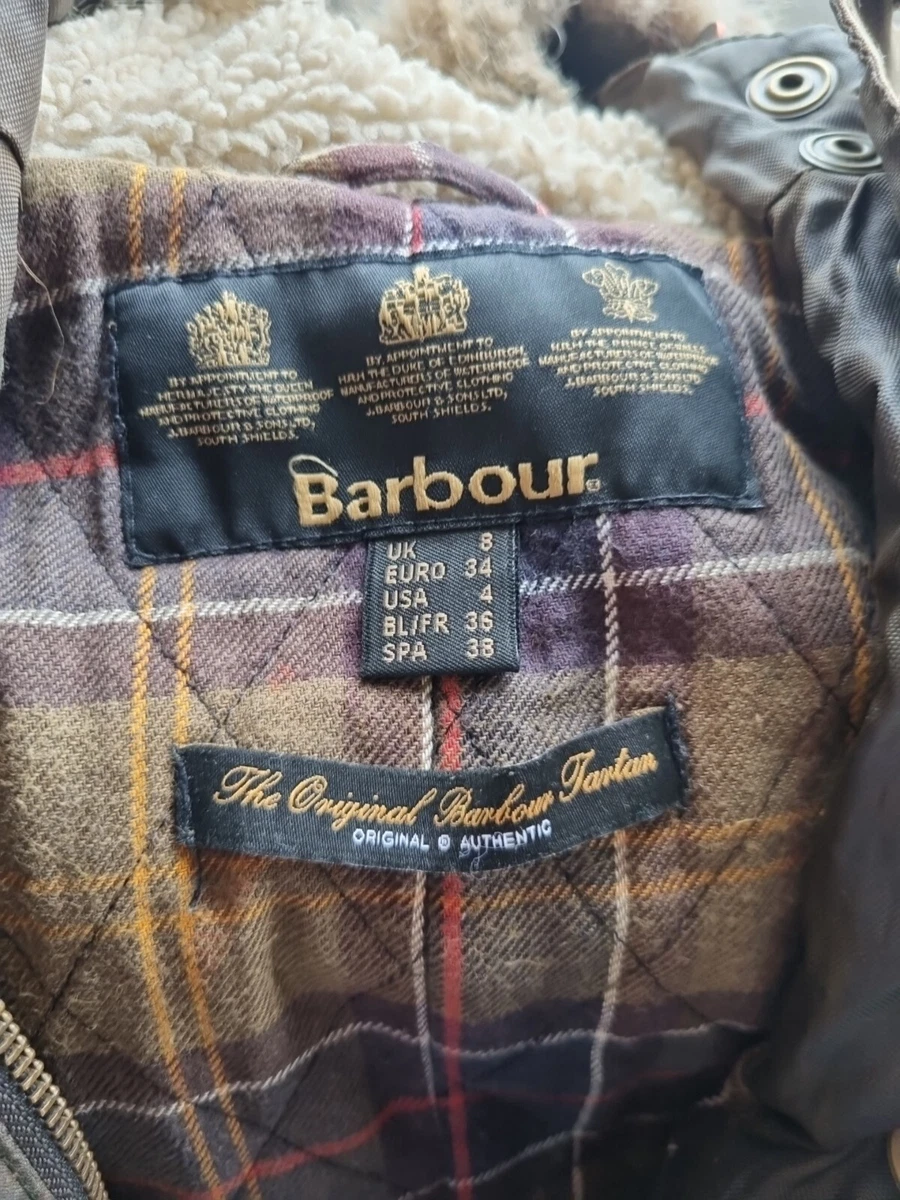 BY APPOINTMENT TO
HER MAJESTY THE QUEEN
MANUFACTURERS OF WATERPROOF
AND PROTECTIVE CLOTHING
J.BARBOUR & SONS LTD,
SOUTH SHIELDS.
BY APPOINTMENT TO
H.R.H. THE DUKE OF EDINBURGH
MANUFACTURERS OF WATERPROOF
AND PROTECTIVE CLOTHING
J.BARBOUR & SONS LTD,
SOUTH SHIELDS.
BY APPOINTMENT TO
H.R.H. THE PRINCE OF WALES
MANUFACTURERS OF WATERPROOF
AND PROTECTIVE CLOTHING
J.BARBOUR & SONS LTD,
SOUTH SHIELDS.
Barbour®
UK 8
EURO 34
USA 4
BL/FR 36
SPA 38
The Original Barbour Tartan
ORIGINAL @ AUTHENTIC